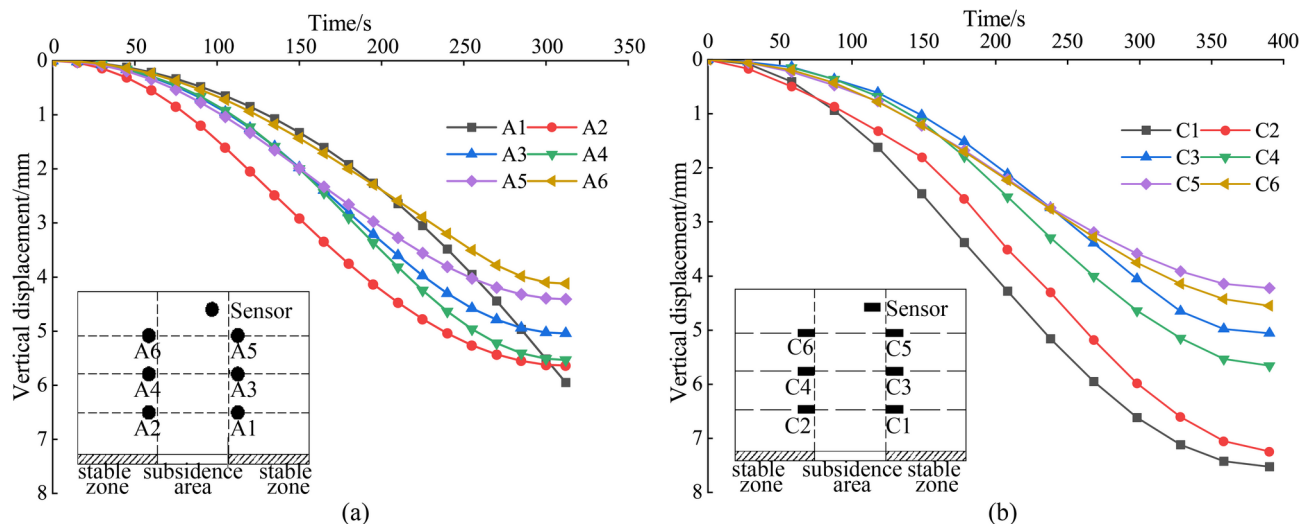 Time/s
0 50 100 150 200 250 300 350
0
1
2
3
4
5
6
7
8
Vertical displacement/mm
A1 A2
A3 A4
A5 A6
Sensor
A6 A5
A4 A3
A2 A1
stable zone
subsidence area
stable zone
(a)
Time/s
0 50 100 150 200 250 300 350 400
0
1
2
3
4
5
6
7
8
Vertical displacement/mm
C1 C2
C3 C4
C5 C6
Sensor
C6 C5
C4 C3
C2 C1
stable zone
subsidence area
stable zone
(b)